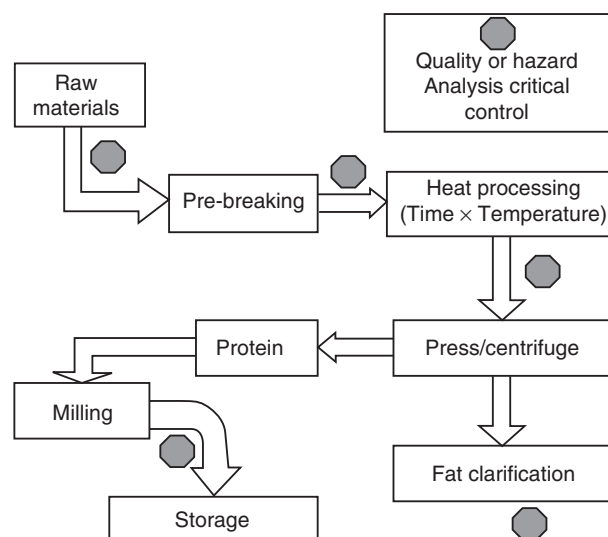 Raw
materials
Quality or hazard
Analysis critical
control
Pre-breaking
Heat processing
(Time × Temperature)
Protein
Press/centrifuge
Milling
Fat clarification
Storage